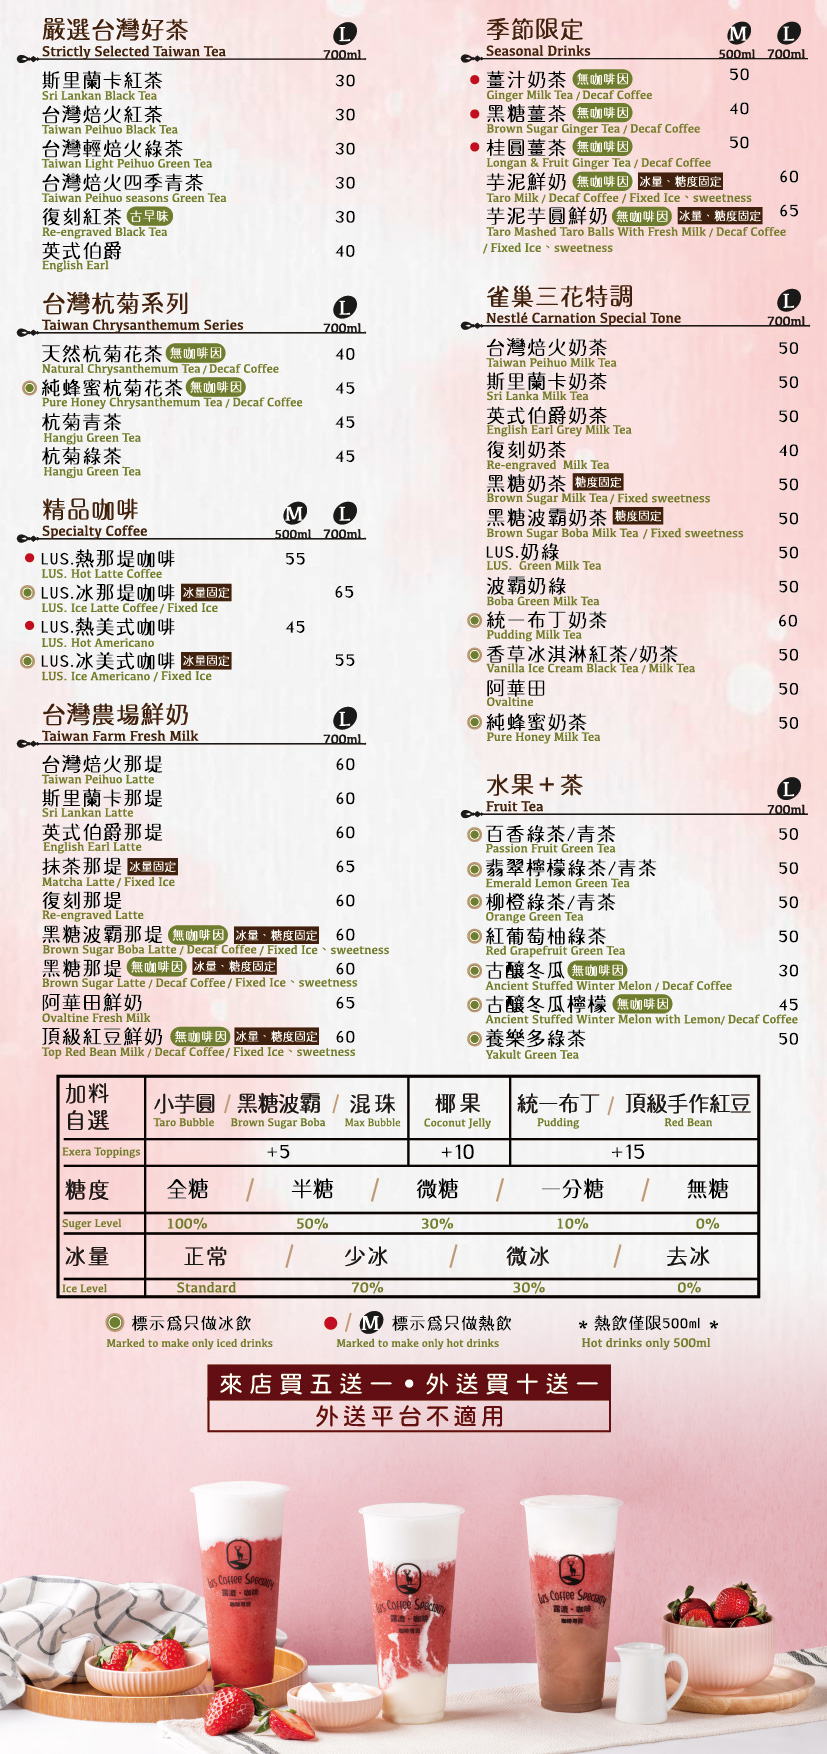 嚴選台灣好茶 L
Strictly Selected Taiwan Tea 700ml
斯里蘭卡紅茶 30
Sri Lankan Black Tea
台灣焙火紅茶 30
Taiwan Peihuo Black Tea
台灣輕焙火綠茶 30
Taiwan Light Peihuo Green Tea
台灣焙火四季青茶 30
Taiwan Peihuo seasons Green Tea
復刻紅茶 古早味 30
Re-engraved Black Tea
英式伯爵 40
English Earl
台灣杭菊系列 L
Taiwan Chrysanthemum Series 700ml
天然杭菊花茶 無咖啡因 40
Natural Chrysanthemum Tea / Decaf Coffee
純蜂蜜杭菊花茶 無咖啡因 45
Pure Honey Chrysanthemum Tea / Decaf Coffee
杭菊青茶 45
Hangju Green Tea
杭菊綠茶 45
Hangju Green Tea
精品咖啡 M L
Specialty Coffee 500ml 700ml
LUS.熱那堤咖啡 55
LUS. Hot Latte Coffee
LUS.冰那堤咖啡 冰量固定 65
LUS. Ice Latte Coffee / Fixed Ice
LUS.熱美式咖啡 45
LUS. Hot Americano
LUS.冰美式咖啡 冰量固定 55
LUS. Ice Americano / Fixed Ice
台灣農場鮮奶 L
Taiwan Farm Fresh Milk 700ml
台灣焙火那堤 60
Taiwan Peihuo Latte
斯里蘭卡那堤 60
Sri Lankan Latte
英式伯爵那堤 60
English Earl Latte
抹茶那堤 冰量固定 65
Matcha Latte / Fixed Ice
復刻那堤 60
Re-engraved Latte
黑糖波霸那堤 無咖啡因 冰量、糖度固定 60
Brown Sugar Boba Latte / Decaf Coffee / Fixed Ice、sweetness
黑糖那堤 無咖啡因 冰量、糖度固定 60
Brown Sugar Latte / Decaf Coffee / Fixed Ice、sweetness
阿華田鮮奶 65
Ovaltine Fresh Milk
頂級紅豆鮮奶 無咖啡因 冰量、糖度固定 60
Top Red Bean Milk / Decaf Coffee / Fixed Ice、sweetness
季節限定 M L
Seasonal Drinks 500ml 700ml
薑汁奶茶 無咖啡因 50
Ginger Milk Tea / Decaf Coffee
黑糖薑茶 無咖啡因 40
Brown Sugar Ginger Tea / Decaf Coffee
桂圓薑茶 無咖啡因 50
Longan & Fruit Ginger Tea / Decaf Coffee
芋泥鮮奶 無咖啡因 冰量、糖度固定 60
Taro Milk / Decaf Coffee / Fixed Ice、sweetness
芋泥芋圓鮮奶 無咖啡因 冰量、糖度固定 65
Taro Mashed Taro Balls With Fresh Milk / Decaf Coffee
/ Fixed Ice、sweetness
雀巢三花特調 L
Nestlé Carnation Special Tone 700ml
台灣焙火奶茶 50
Taiwan Peihuo Milk Tea
斯里蘭卡奶茶 50
Sri Lanka Milk Tea
英式伯爵奶茶 50
English Earl Grey Milk Tea
復刻奶茶 40
Re-engraved Milk Tea
黑糖奶茶 糖度固定 50
Brown Sugar Milk Tea / Fixed sweetness
黑糖波霸奶茶 糖度固定 50
Brown Sugar Boba Milk Tea / Fixed sweetness
LUS.奶綠 50
LUS. Green Milk Tea
波霸奶綠 50
Boba Green Milk Tea
統一布丁奶茶 60
Pudding Milk Tea
香草冰淇淋紅茶/奶茶 50
Vanilla Ice Cream Black Tea / Milk Tea
阿華田 50
Ovaltine
純蜂蜜奶茶 50
Pure Honey Milk Tea
水果＋茶 L
Fruit Tea 700ml
百香綠茶/青茶 50
Passion Fruit Green Tea
翡翠檸檬綠茶/青茶 50
Emerald Lemon Green Tea
柳橙綠茶/青茶 50
Orange Green Tea
紅葡萄柚綠茶 50
Red Grapefruit Green Tea
古釀冬瓜 無咖啡因 30
Ancient Stuffed Winter Melon / Decaf Coffee
古釀冬瓜檸檬 無咖啡因 45
Ancient Stuffed Winter Melon with Lemon/ Decaf Coffee
養樂多綠茶 50
Yakult Green Tea
加料自選 小芋圓 / 黑糖波霸 / 混珠 椰果 統一布丁 / 頂級手作紅豆
Taro Bubble Brown Sugar Boba Max Bubble Coconut Jelly Pudding Red Bean
Exera Toppings +5 +10 +15
糖度 全糖 / 半糖 / 微糖 / 一分糖 / 無糖
Suger Level 100% 50% 30% 10% 0%
冰量 正常 / 少冰 / 微冰 / 去冰
Ice Level Standard 70% 30% 0%
標示為只做冰飲 / M 標示為只做熱飲 * 熱飲僅限500ml *
Marked to make only iced drinks Marked to make only hot drinks Hot drinks only 500ml
來店買五送一•外送買十送一
外送平台不適用
Lu's Coffee Specialty
Lu's Coffee Specialty
Lu's Coffee Specialty